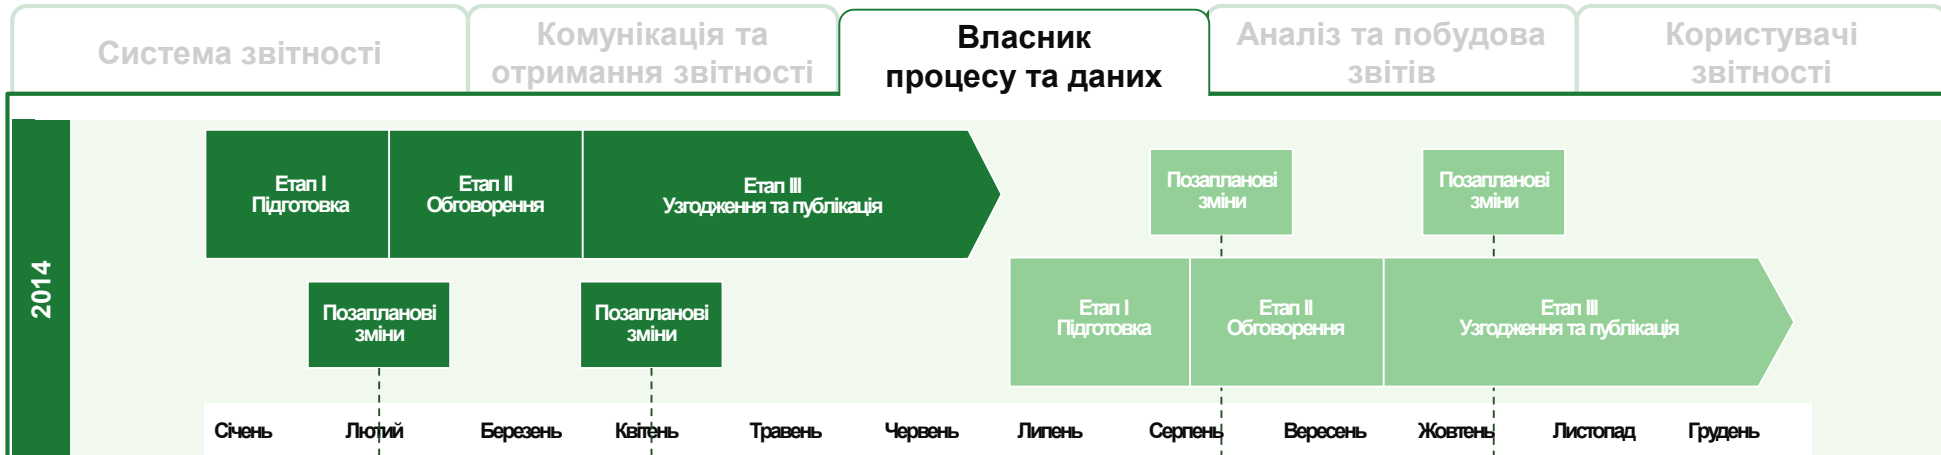 Система звітності
Комунікація та
отримання звітності
Власник
процесу та даних
Аналіз та побудова
звітів
Користувачі
звітності
2014
Етап I
Підготовка
Етап II
Обговорення
Етап III
Узгодження та публікація
Позапланові
зміни
Позапланові
зміни
Позапланові
зміни
Позапланові
зміни
Етап I
Підготовка
Етап II
Обговорення
Етап III
Узгодження та публікація
Січень Лютий Березень Квітень Травень Червень Липень Серпень Вересень Жовтень Листопад Грудень